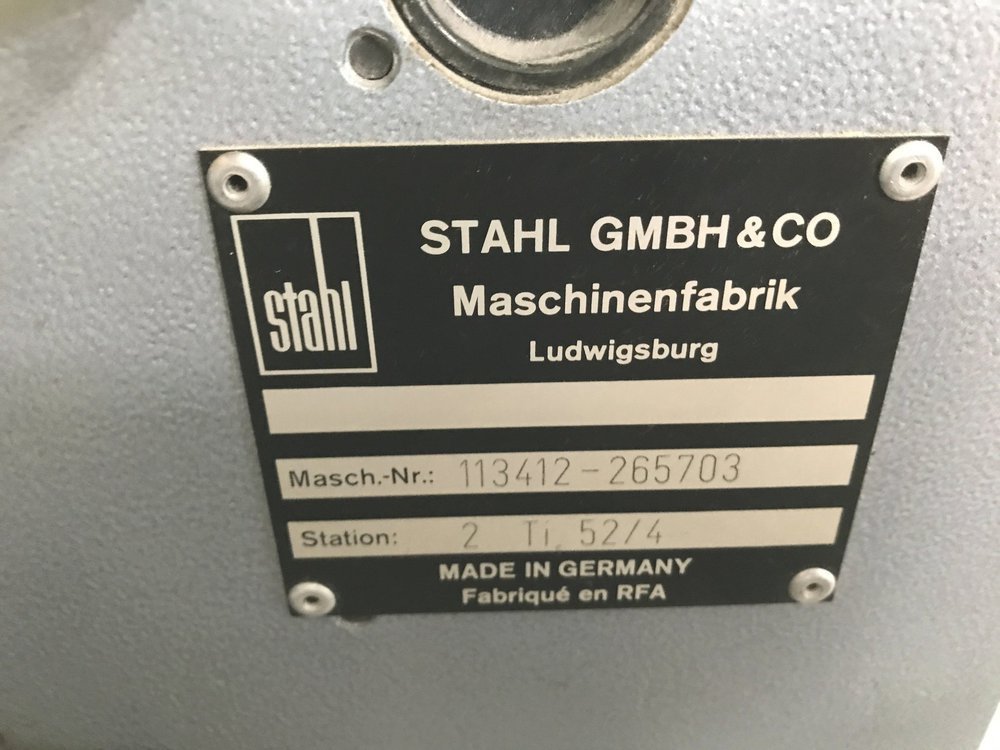 stahl
STAHL GMBH & CO
Maschinenfabrik
Ludwigsburg
Masch.-Nr.: 113412-265703
Station: 2 Ti. 52/4
MADE IN GERMANY
Fabriqué en RFA